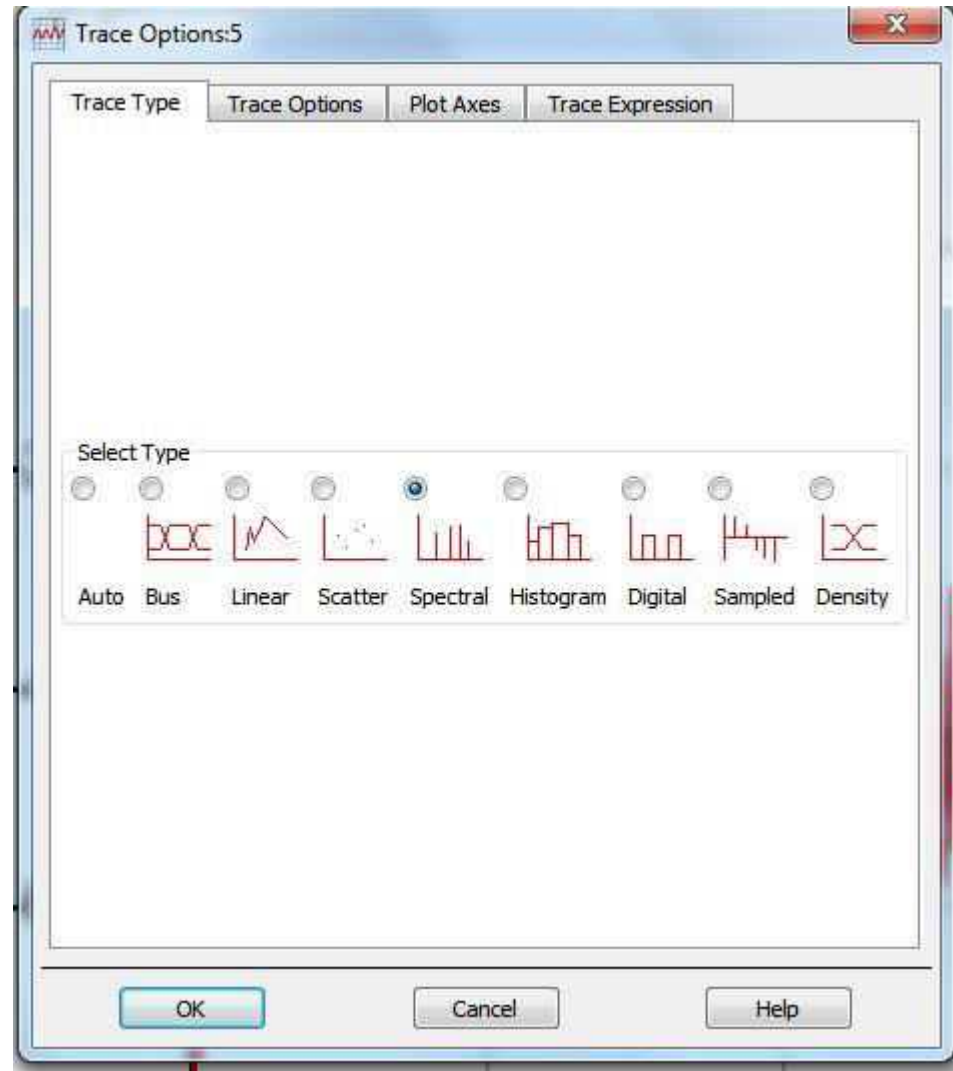 Trace Options:5
Trace Type Trace Options Plot Axes Trace Expression
Select Type
Auto Bus Linear Scatter Spectral Histogram Digital Sampled Density
OK Cancel Help